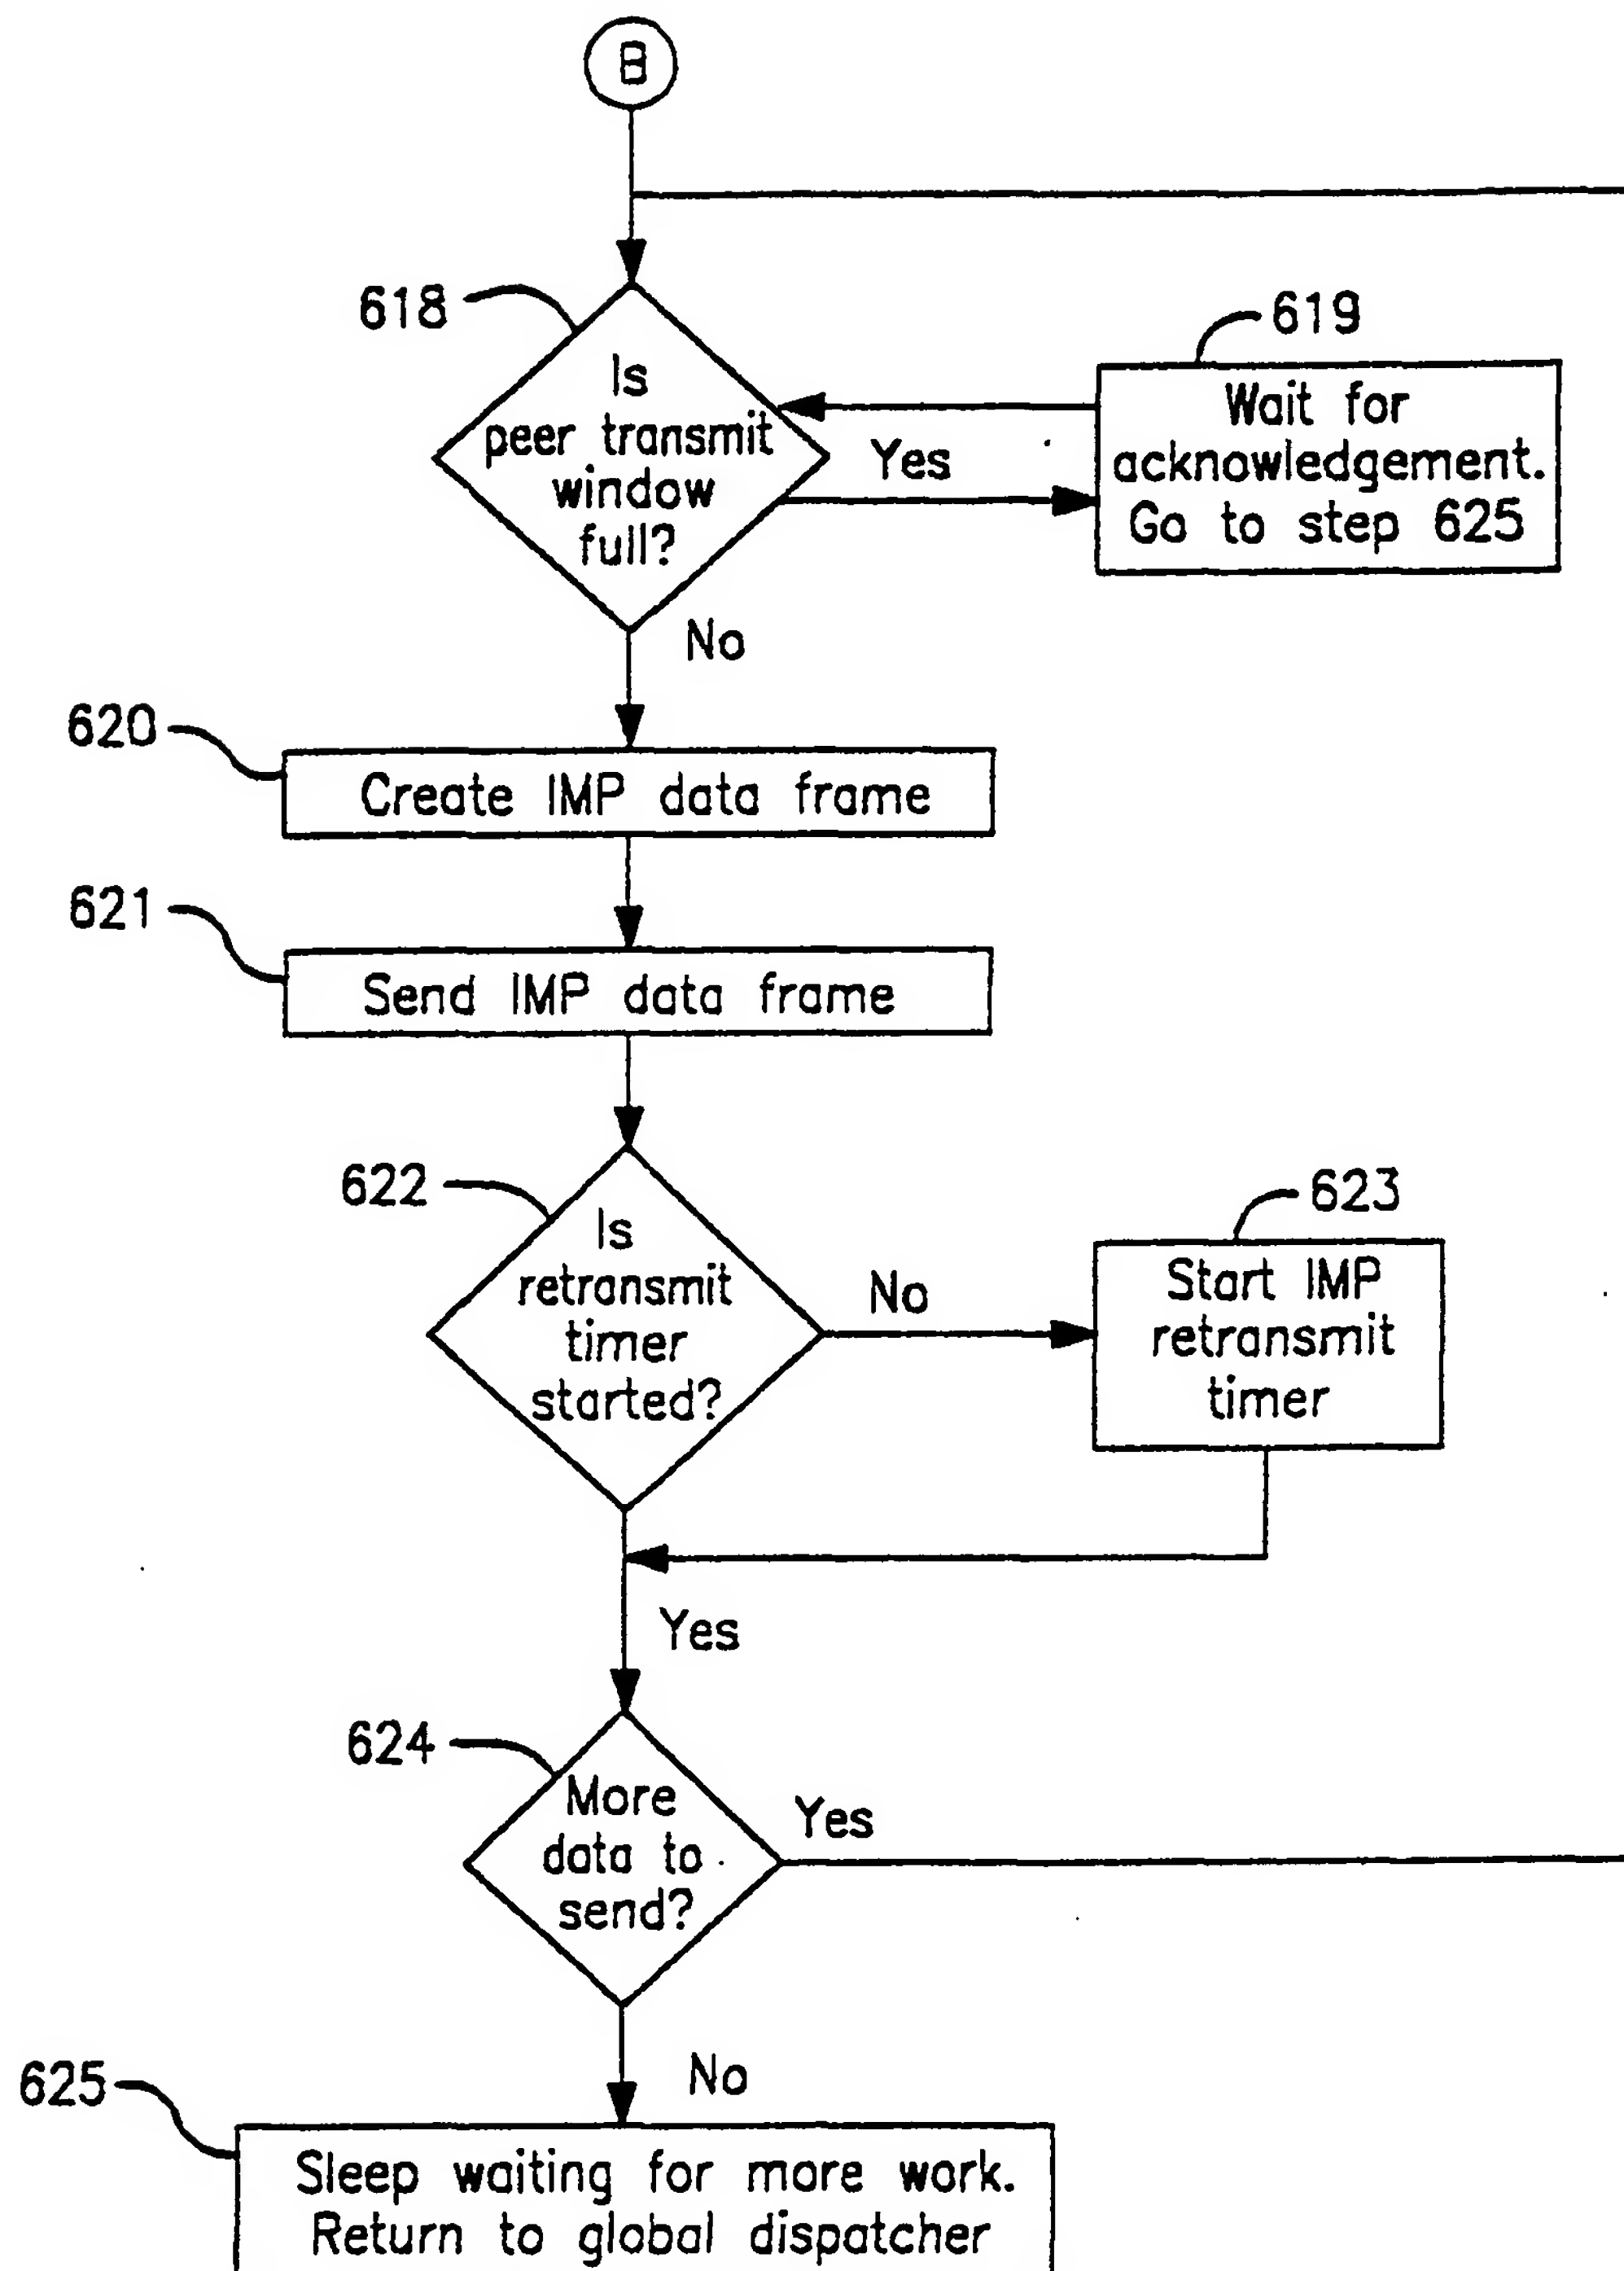 B
618
Is
peer transmit
window
full?
Yes
619
Wait for
acknowledgement.
Go to step 625
No
620
Create IMP data frame
621
Send IMP data frame
622
Is
retransmit
timer
started?
No
623
Start IMP
retransmit
timer
Yes
624
More
data to
send?
Yes
No
625
Sleep waiting for more work.
Return to global dispatcher